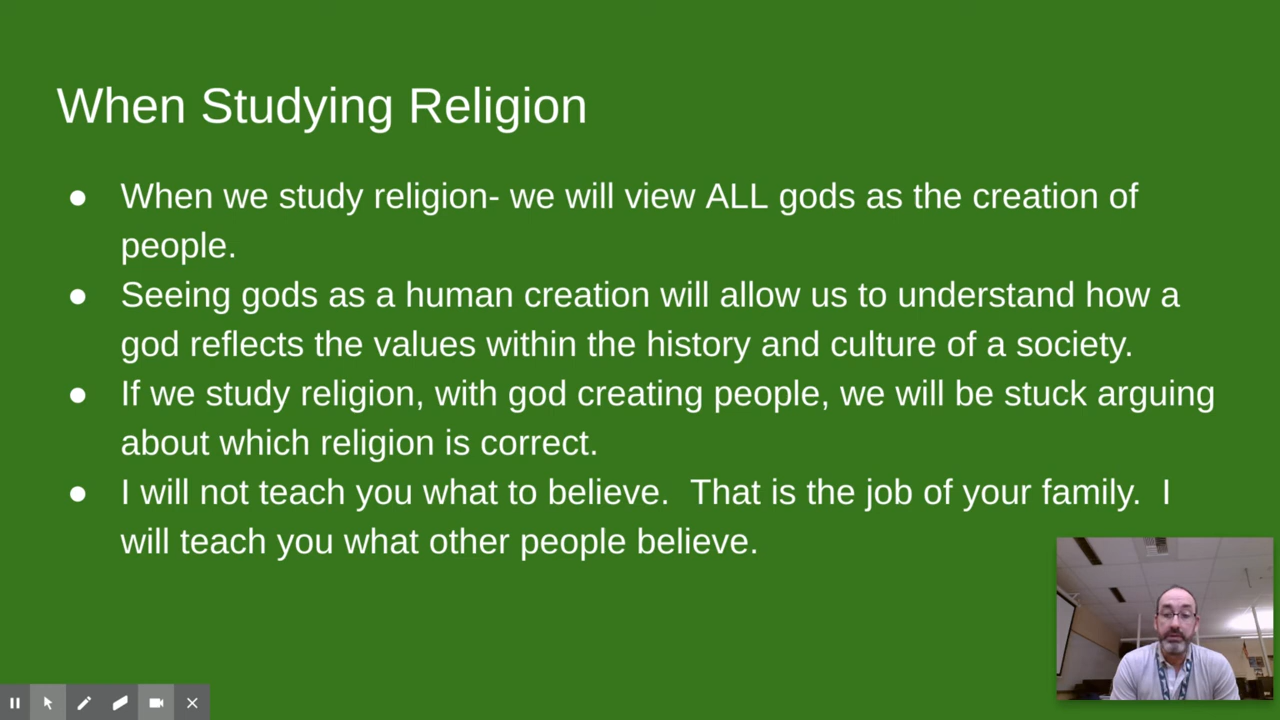 When Studying Religion
● When we study religion- we will view ALL gods as the creation of
people.
● Seeing gods as a human creation will allow us to understand how a
god reflects the values within the history and culture of a society.
● If we study religion, with god creating people, we will be stuck arguing
about which religion is correct.
● I will not teach you what to believe.  That is the job of your family.  I
will teach you what other people believe.